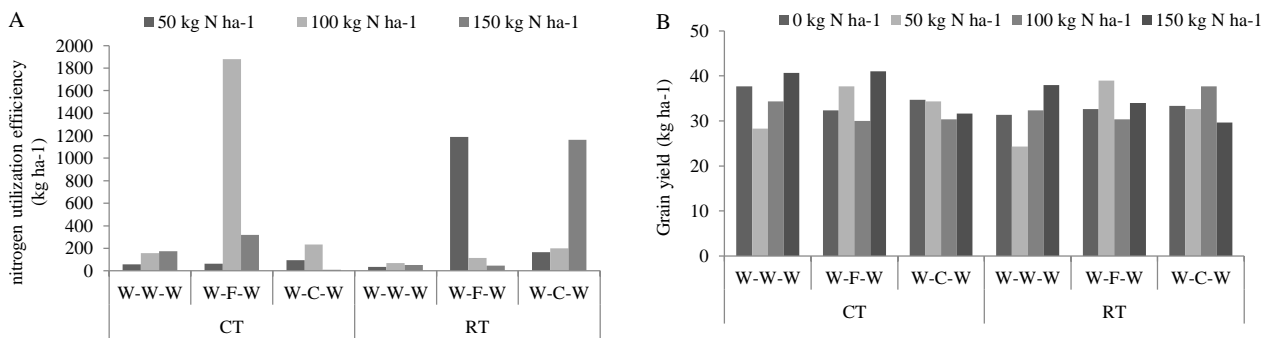 A
50 kg N ha-1 100 kg N ha-1 150 kg N ha-1
nitrogen utilization effiiciency
(kg ha-1)
2000
1800
1600
1400
1200
1000
800
600
400
200
0
W-W-W W-F-W W-C-W W-W-W W-F-W W-C-W
CT RT
B
0 kg N ha-1 50 kg N ha-1 100 kg N ha-1 150 kg N ha-1
Grain yield (kg ha-1)
50
40
30
20
10
0
W-W-W W-F-W W-C-W W-W-W W-F-W W-C-W
CT RT